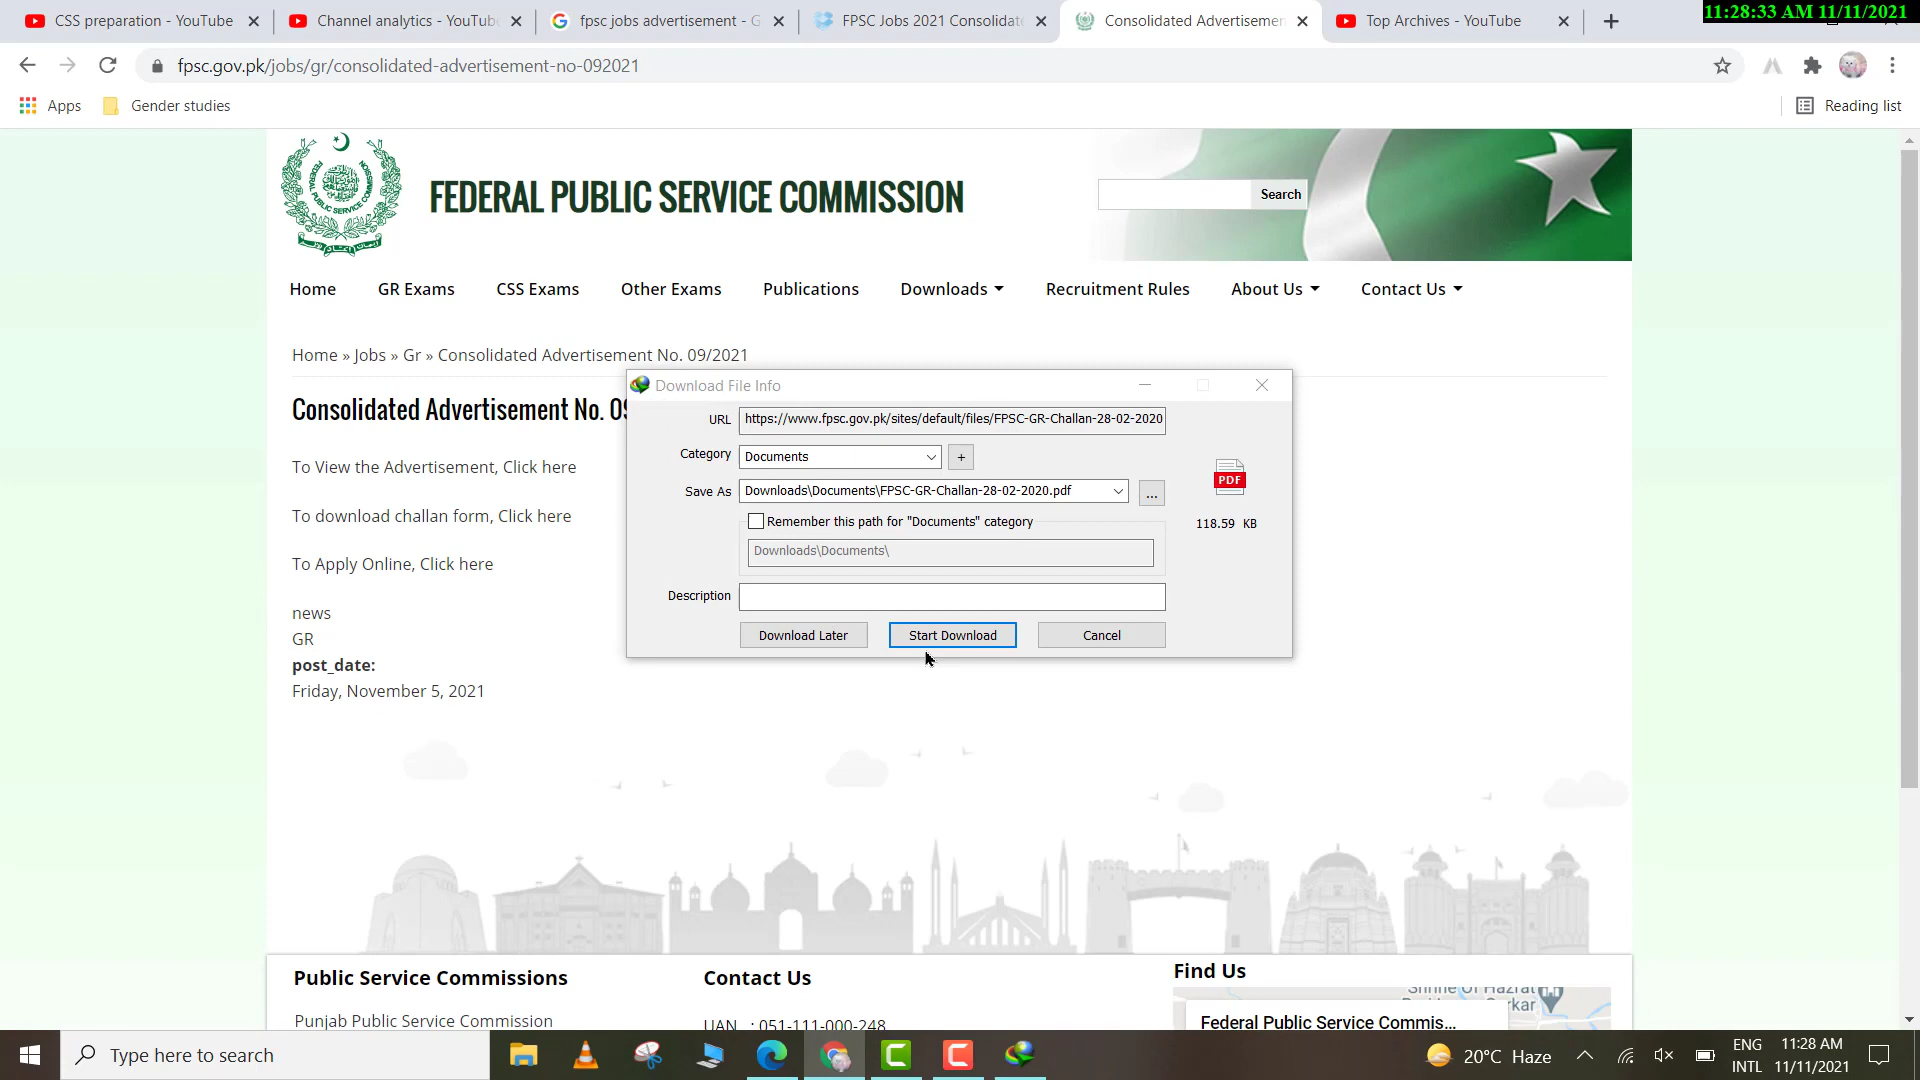 CSS preparation - YouTube
Channel analytics - YouTube
fpsc jobs advertisement - G
FPSC Jobs 2021 Consolidate
Consolidated Advertisemen
Top Archives - YouTube
11:28:33 AM 11/11/2021
fpsc.gov.pk/jobs/gr/consolidated-advertisement-no-092021
Apps
Gender studies
Reading list
FEDERAL PUBLIC SERVICE COMMISSION
Search
Home
GR Exams
CSS Exams
Other Exams
Publications
Downloads
Recruitment Rules
About Us
Contact Us
Home » Jobs » Gr » Consolidated Advertisement No. 09/2021
Consolidated Advertisement No. 09
To View the Advertisement, Click here
To download challan form, Click here
To Apply Online, Click here
news
GR
post_date:
Friday, November 5, 2021
Download File Info
URL
https://www.fpsc.gov.pk/sites/default/files/FPSC-GR-Challan-28-02-2020
Category
Documents
+
Save As
Downloads\Documents\FPSC-GR-Challan-28-02-2020.pdf
...
PDF
118.59 KB
Remember this path for "Documents" category
Downloads\Documents\
Description
Download Later
Start Download
Cancel
Public Service Commissions
Punjab Public Service Commission
Contact Us
UAN : 051-111-000-248
Find Us
Shrine Of Hazrat
Federal Public Service Commis...
Type here to search
20°C Haze
ENG
INTL
11:28 AM
11/11/2021